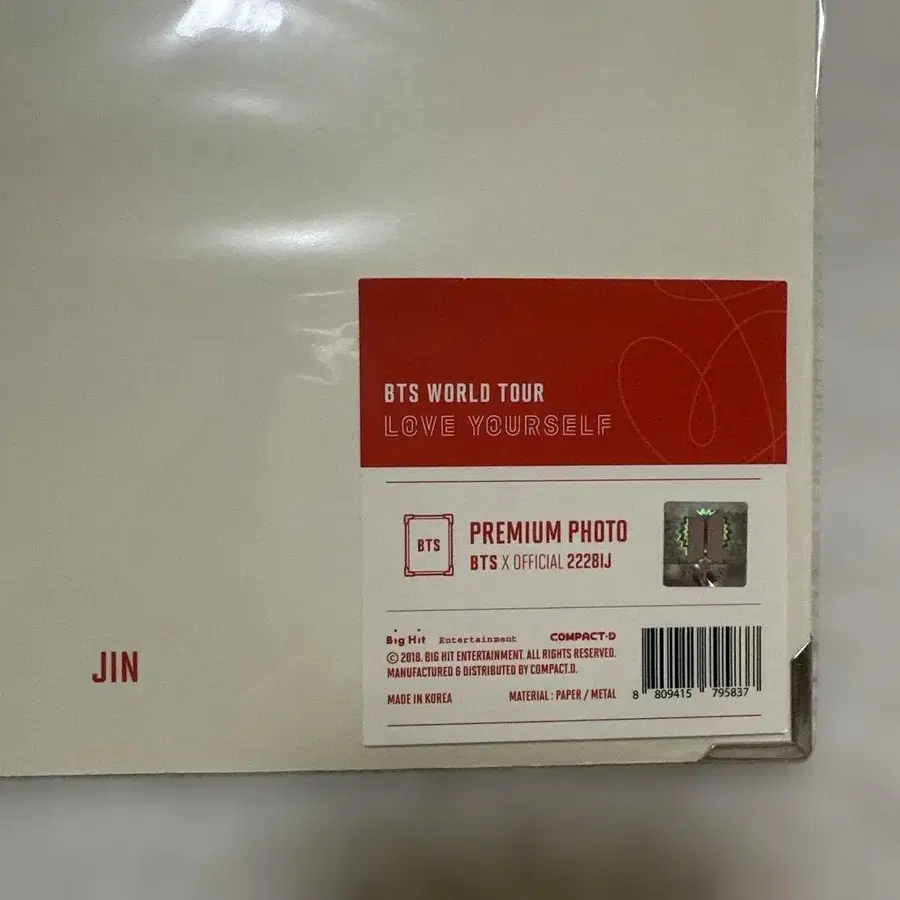 BTS WORLD TOUR
LOVE YOURSELF
BTS
PREMIUM PHOTO
BTS X OFFICIAL 2228IJ
Big Hit Entertainment
COMPACT·D
© 2018. BIG HIT ENTERTAINMENT. ALL RIGHTS RESERVED.
MANUFACTURED & DISTRIBUTED BY COMPACT.D.
MADE IN KOREA
MATERIAL : PAPER / METAL
8 809415 795837
JIN